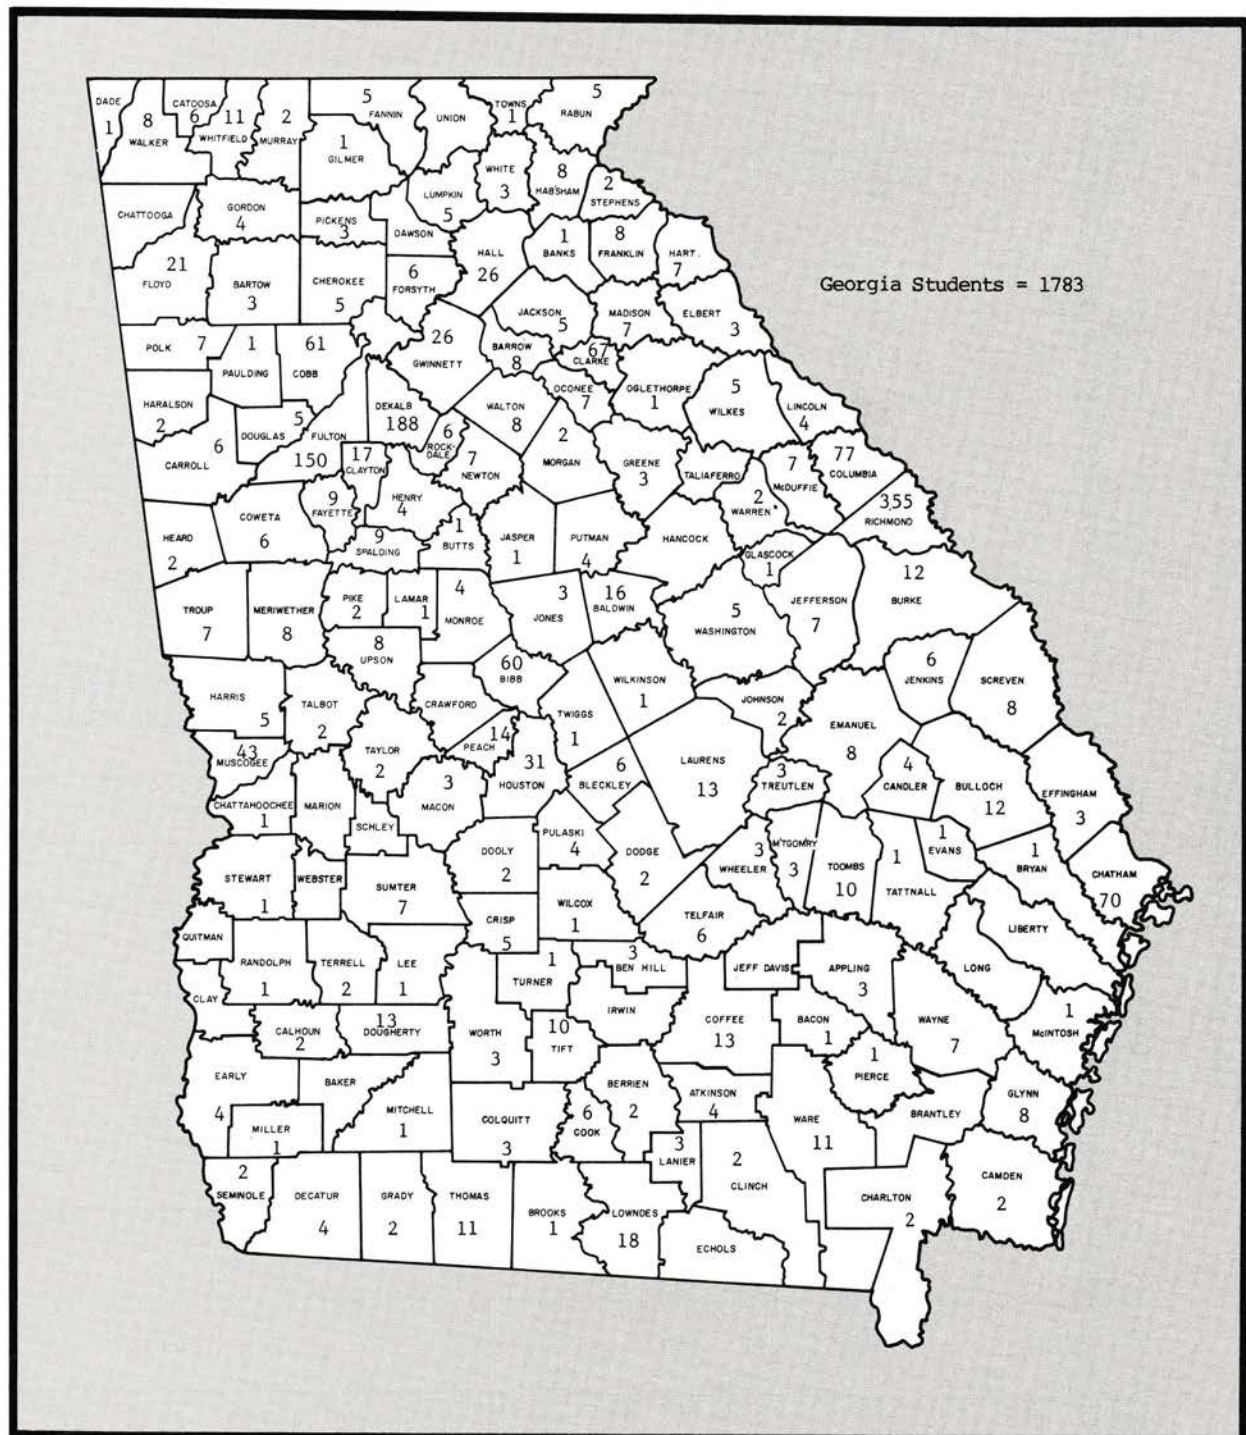 DADE
1
8
WALKER
CATOOSA
6
11
WHITFIELD
2
MURRAY
5
FANNIN
1
GILMER
UNION
TOWNS
1
5
RABUN
WHITE
3
8
HABSHAM
2
STEPHENS
LUMPKIN
5
CHATTOOGA
GORDON
4
PICKENS
3
DAWSON
HALL
26
1
BANKS
8
FRANKLIN
HART
7
21
FLOYD
BARTOW
3
CHEROKEE
5
6
FORSYTH
Georgia Students = 1783
JACKSON
5
MADISON
7
ELBERT
3
POLK
7
1
PAULDING
61
COBB
26
GWINNETT
BARROW
8
67
CLARKE
OCONEE
7
OGLETHORPE
1
5
WILKES
LINCOLN
4
HARALSON
2
6
CARROLL
5
DOUGLAS
FULTON
150
DEKALB
188
6
ROCK-
DALE
WALTON
8
7
NEWTON
2
MORGAN
GREENE
3
TALIAFERRO
7
McDUFFIE
77
COLUMBIA
17
CLAYTON
9
FAYETTE
HENRY
4
2
WARREN
3,55
RICHMOND
HEARD
2
COWETA
6
9
SPALDING
1
BUTTS
JASPER
1
PUTMAN
4
HANCOCK
GLASCOCK
1
12
BURKE
TROUP
7
MERIWETHER
8
PIKE
2
LAMAR
1
4
MONROE
3
JONES
16
BALDWIN
5
WASHINGTON
JEFFERSON
7
8
UPSON
60
BIBB
WILKINSON
1
6
JENKINS
SCREVEN
8
HARRIS
5
TALBOT
2
CRAWFORD
TWIGGS
1
JOHNSON
2
EMANUEL
8
43
MUSCOGEE
TAYLOR
2
14
PEACH
31
HOUSTON
6
BLECKLEY
LAURENS
13
3
TREUTLEN
4
CANDLER
BULLOCH
12
EFFINGHAM
3
CHATTAHOOCHEE
1
MARION
SCHLEY
3
MACON
DOOLY
2
PULASKI
4
DODGE
2
3
WHEELER
M'TGOM'RY
3
TOOMBS
10
1
TATTNALL
1
EVANS
1
BRYAN
CHATHAM
70
STEWART
1
WEBSTER
SUMTER
7
CRISP
5
WILCOX
1
TELFAIR
6
LIBERTY
QUITMAN
RANDOLPH
1
TERRELL
2
LEE
1
1
TURNER
3
BEN HILL
JEFF DAVIS
APPLING
3
LONG
CLAY
CALHOUN
2
13
DOUGHERTY
WORTH
3
10
TIFT
IRWIN
COFFEE
13
BACON
1
WAYNE
7
1
McINTOSH
EARLY
4
BAKER
MITCHELL
1
COLQUITT
3
6
COOK
BERRIEN
2
ATKINSON
4
1
PIERCE
BRANTLEY
GLYNN
8
MILLER
1
WARE
11
3
LANIER
2
CLINCH
2
SEMINOLE
DECATUR
4
GRADY
2
THOMAS
11
BROOKS
1
LOWNDES
18
ECHOLS
CHARLTON
2
CAMDEN
2